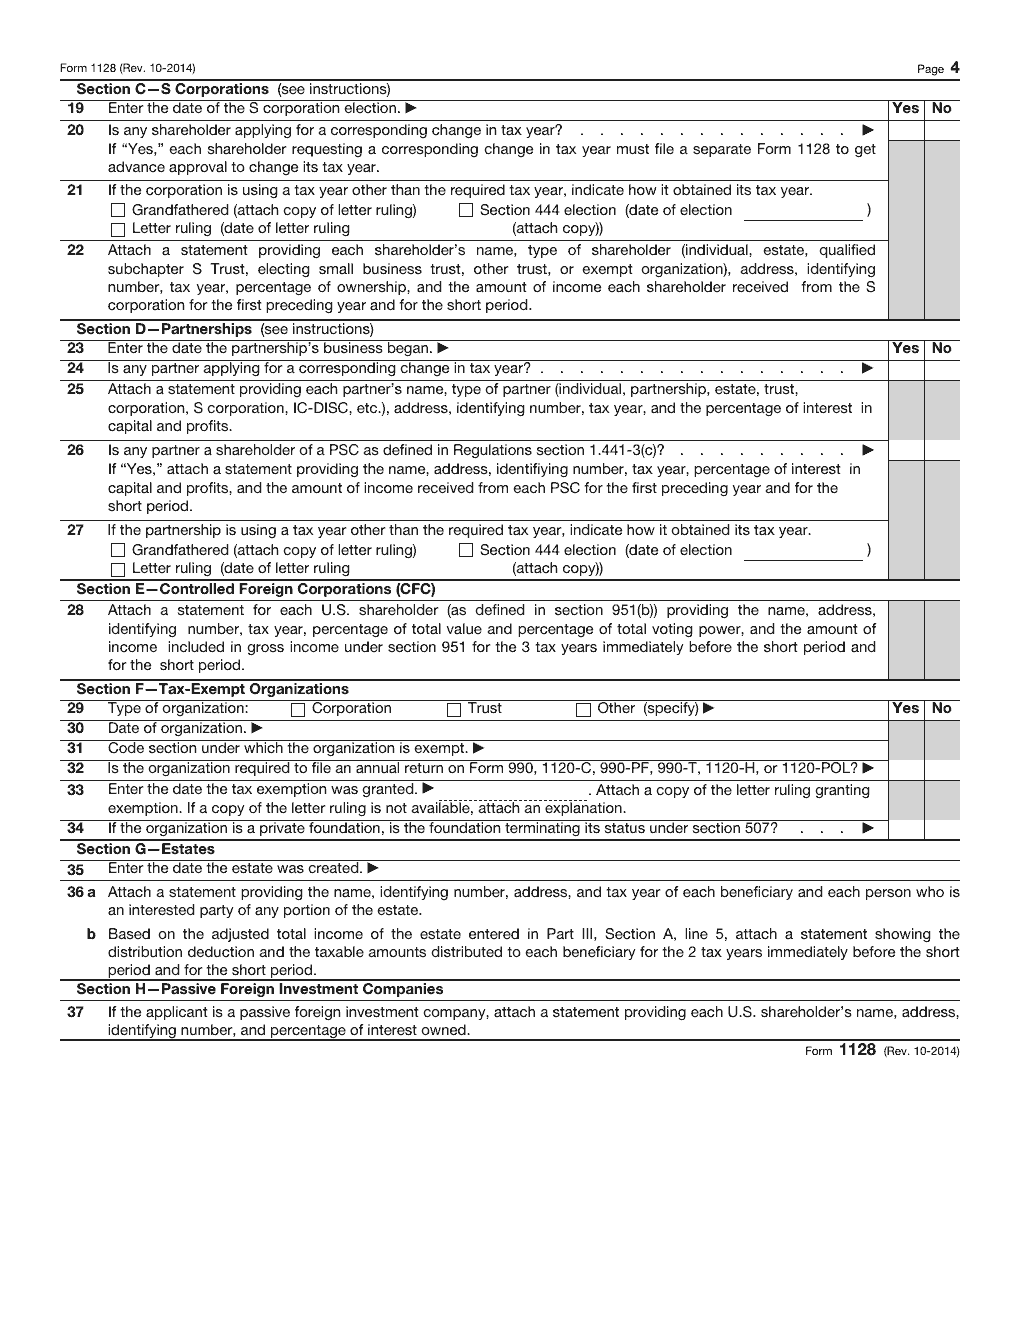 Form 1128 (Rev. 10-2014) Page 4
Section C—S Corporations (see instructions)
19 Enter the date of the S corporation election. ▶ Yes No
20 Is any shareholder applying for a corresponding change in tax year? . . . . . . . . . . . . . . ▶
If “Yes,” each shareholder requesting a corresponding change in tax year must file a separate Form 1128 to get
advance approval to change its tax year.
21 If the corporation is using a tax year other than the required tax year, indicate how it obtained its tax year.
☐ Grandfathered (attach copy of letter ruling) ☐ Section 444 election (date of election )
☐ Letter ruling (date of letter ruling (attach copy))
22 Attach a statement providing each shareholder’s name, type of shareholder (individual, estate, qualified
subchapter S Trust, electing small business trust, other trust, or exempt organization), address, identifying
number, tax year, percentage of ownership, and the amount of income each shareholder received from the S
corporation for the first preceding year and for the short period.
Section D—Partnerships (see instructions)
23 Enter the date the partnership’s business began. ▶ Yes No
24 Is any partner applying for a corresponding change in tax year? . . . . . . . . . . . . . . . . ▶
25 Attach a statement providing each partner’s name, type of partner (individual, partnership, estate, trust,
corporation, S corporation, IC-DISC, etc.), address, identifying number, tax year, and the percentage of interest in
capital and profits.
26 Is any partner a shareholder of a PSC as defined in Regulations section 1.441-3(c)? . . . . . . . . . ▶
If “Yes,” attach a statement providing the name, address, identifiying number, tax year, percentage of interest in
capital and profits, and the amount of income received from each PSC for the first preceding year and for the
short period.
27 If the partnership is using a tax year other than the required tax year, indicate how it obtained its tax year.
☐ Grandfathered (attach copy of letter ruling) ☐ Section 444 election (date of election )
☐ Letter ruling (date of letter ruling (attach copy))
Section E—Controlled Foreign Corporations (CFC)
28 Attach a statement for each U.S. shareholder (as defined in section 951(b)) providing the name, address,
identifying number, tax year, percentage of total value and percentage of total voting power, and the amount of
income included in gross income under section 951 for the 3 tax years immediately before the short period and
for the short period.
Section F—Tax-Exempt Organizations
29 Type of organization: ☐ Corporation ☐ Trust ☐ Other (specify) ▶ Yes No
30 Date of organization. ▶
31 Code section under which the organization is exempt. ▶
32 Is the organization required to file an annual return on Form 990, 1120-C, 990-PF, 990-T, 1120-H, or 1120-POL? ▶
33 Enter the date the tax exemption was granted. ▶ . Attach a copy of the letter ruling granting
exemption. If a copy of the letter ruling is not available, attach an explanation.
34 If the organization is a private foundation, is the foundation terminating its status under section 507? . . . ▶
Section G—Estates
35 Enter the date the estate was created. ▶
36 a Attach a statement providing the name, identifying number, address, and tax year of each beneficiary and each person who is
an interested party of any portion of the estate.
b Based on the adjusted total income of the estate entered in Part III, Section A, line 5, attach a statement showing the
distribution deduction and the taxable amounts distributed to each beneficiary for the 2 tax years immediately before the short
period and for the short period.
Section H—Passive Foreign Investment Companies
37 If the applicant is a passive foreign investment company, attach a statement providing each U.S. shareholder’s name, address,
identifying number, and percentage of interest owned.
Form 1128 (Rev. 10-2014)